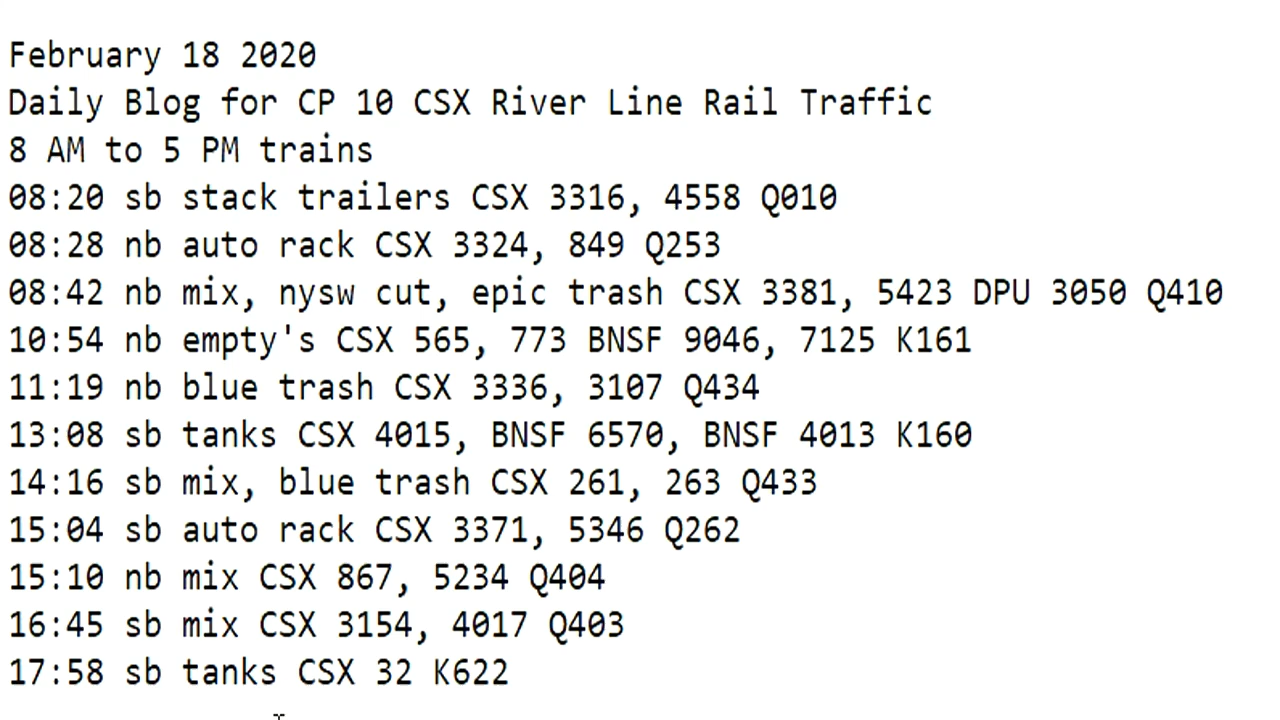 February 18 2020
Daily Blog for CP 10 CSX River Line Rail Traffic
8 AM to 5 PM trains
08:20 sb stack trailers CSX 3316, 4558 Q010
08:28 nb auto rack CSX 3324, 849 Q253
08:42 nb mix, nysw cut, epic trash CSX 3381, 5423 DPU 3050 Q410
10:54 nb empty's CSX 565, 773 BNSF 9046, 7125 K161
11:19 nb blue trash CSX 3336, 3107 Q434
13:08 sb tanks CSX 4015, BNSF 6570, BNSF 4013 K160
14:16 sb mix, blue trash CSX 261, 263 Q433
15:04 sb auto rack CSX 3371, 5346 Q262
15:10 nb mix CSX 867, 5234 Q404
16:45 sb mix CSX 3154, 4017 Q403
17:58 sb tanks CSX 32 K622